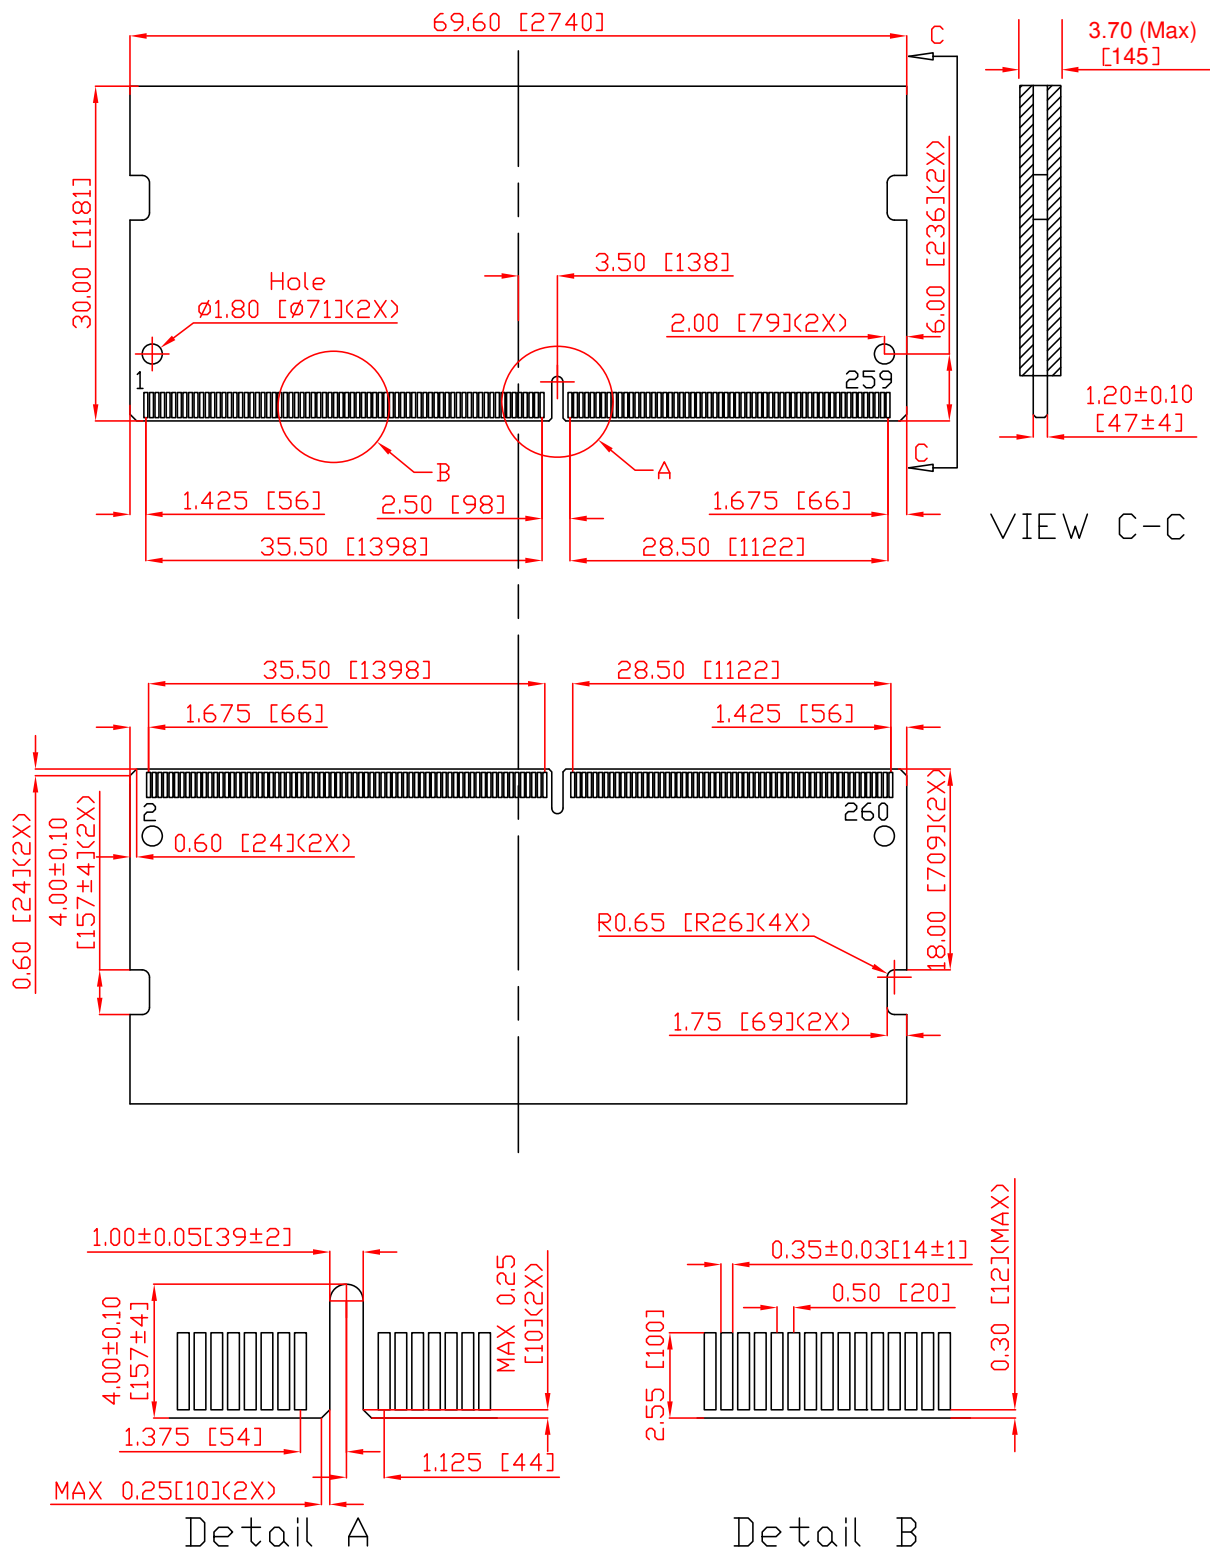 69.60 [2740]
C
3.70 (Max)
[145]
30.00 [1181]
6.00 [236](2X)
3.50 [138]
Hole
Ø1.80 [Ø71](2X)
2.00 [79](2X)
1
259
1.20±0.10
[47±4]
B
A
C
1.425 [56]
2.50 [98]
1.675 [66]
35.50 [1398]
28.50 [1122]
VIEW C-C
35.50 [1398]
28.50 [1122]
1.675 [66]
1.425 [56]
2
260
0.60 [24](2X)
4.00±0.10
[157±4](2X)
0.60 [24](2X)
18.00 [709](2X)
R0.65 [R26](4X)
1.75 [69](2X)
1.00±0.05[39±2]
4.00±0.10
[157±4]
MAX 0.25
[10](2X)
1.375 [54]
1.125 [44]
MAX 0.25[10](2X)
Detail A
0.35±0.03[14±1]
0.50 [20]
2.55 [100]
0.30 [12](MAX)
Detail B